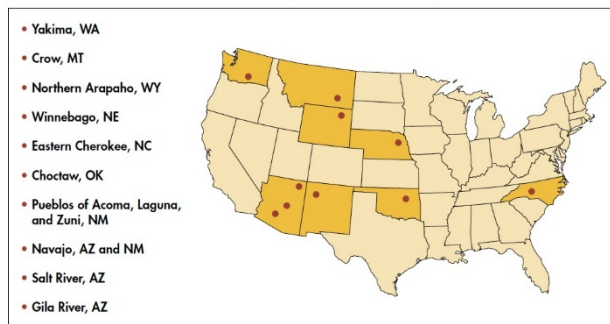 Yakima, WA
Crow, MT
Northern Arapaho, WY
Winnebago, NE
Eastern Cherokee, NC
Choctaw, OK
Pueblos of Acoma, Laguna,
and Zuni, NM
Navajo, AZ and NM
Salt River, AZ
Gila River, AZ